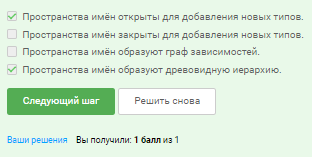 Пространства имён открыты для добавления новых типов.
Пространства имён закрыты для добавления новых типов.
Пространства имён образуют граф зависимостей.
Пространства имён образуют древовидную иерархию.
Следующий шаг Решить снова
Ваши решения Вы получили: 1 балл из 1